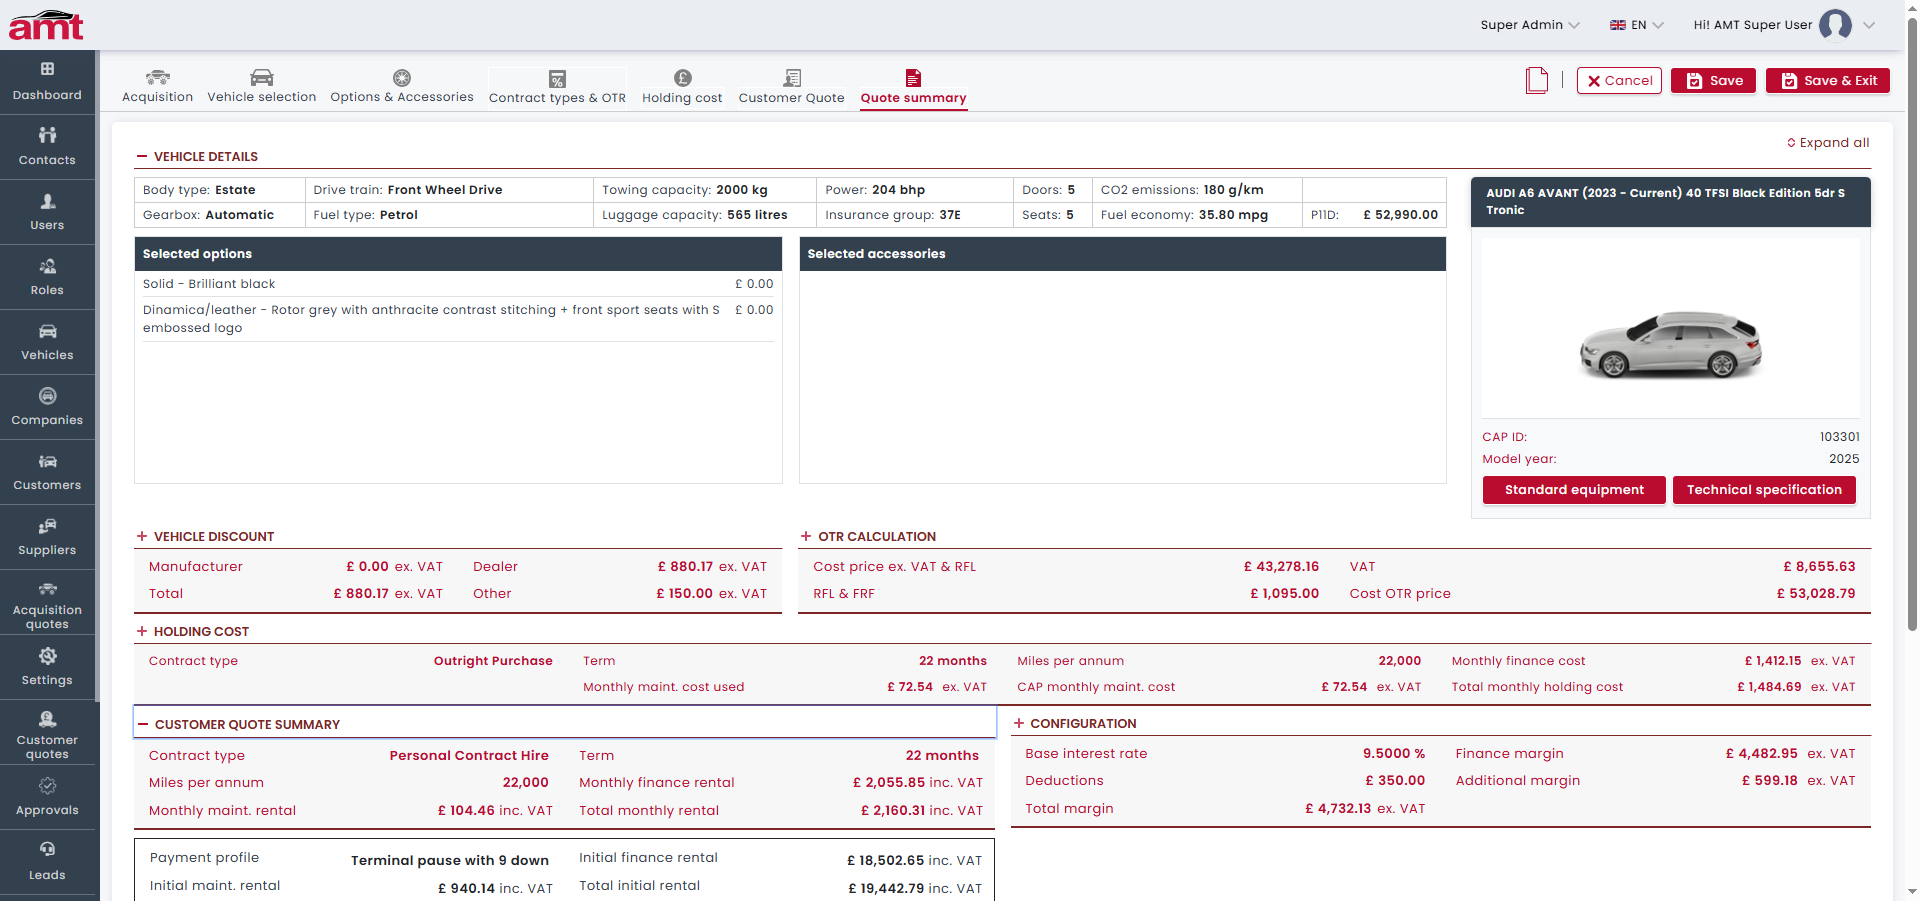 amt
Super Admin
EN
Hi! AMT Super User
Dashboard
Contacts
Users
Roles
Vehicles
Companies
Customers
Suppliers
Acquisition
quotes
Settings
Customer
quotes
Approvals
Leads
Acquisition
Vehicle selection
Options & Accessories
Contract types & OTR
Holding cost
Customer Quote
Quote summary
Cancel
Save
Save & Exit
Expand all
VEHICLE DETAILS
Body type: Estate
Drive train: Front Wheel Drive
Towing capacity: 2000 kg
Power: 204 bhp
Doors: 5
CO2 emissions: 180 g/km
Gearbox: Automatic
Fuel type: Petrol
Luggage capacity: 565 litres
Insurance group: 37E
Seats: 5
Fuel economy: 35.80 mpg
P11D: £ 52,990.00
Selected options
Solid - Brilliant black £ 0.00
Dinamica/leather - Rotor grey with anthracite contrast stitching + front sport seats with S £ 0.00
embossed logo
Selected accessories
AUDI A6 AVANT (2023 - Current) 40 TFSI Black Edition 5dr S
Tronic
CAP ID: 103301
Model year: 2025
Standard equipment
Technical specification
VEHICLE DISCOUNT
Manufacturer £ 0.00 ex. VAT Dealer £ 880.17 ex. VAT
Total £ 880.17 ex. VAT Other £ 150.00 ex. VAT
OTR CALCULATION
Cost price ex. VAT & RFL £ 43,278.16 VAT £ 8,655.63
RFL & FRF £ 1,095.00 Cost OTR price £ 53,028.79
HOLDING COST
Contract type Outright Purchase Term 22 months Miles per annum 22,000 Monthly finance cost £ 1,412.15 ex. VAT
Monthly maint. cost used £ 72.54 ex. VAT CAP monthly maint. cost £ 72.54 ex. VAT Total monthly holding cost £ 1,484.69 ex. VAT
CUSTOMER QUOTE SUMMARY
Contract type Personal Contract Hire Term 22 months
Miles per annum 22,000 Monthly finance rental £ 2,055.85 inc. VAT
Monthly maint. rental £ 104.46 inc. VAT Total monthly rental £ 2,160.31 inc. VAT
CONFIGURATION
Base interest rate 9.5000 % Finance margin £ 4,482.95 ex. VAT
Deductions £ 350.00 Additional margin £ 599.18 ex. VAT
Total margin £ 4,732.13 ex. VAT
Payment profile Terminal pause with 9 down Initial finance rental £ 18,502.65 inc. VAT
Initial maint. rental £ 940.14 inc. VAT Total initial rental £ 19,442.79 inc. VAT